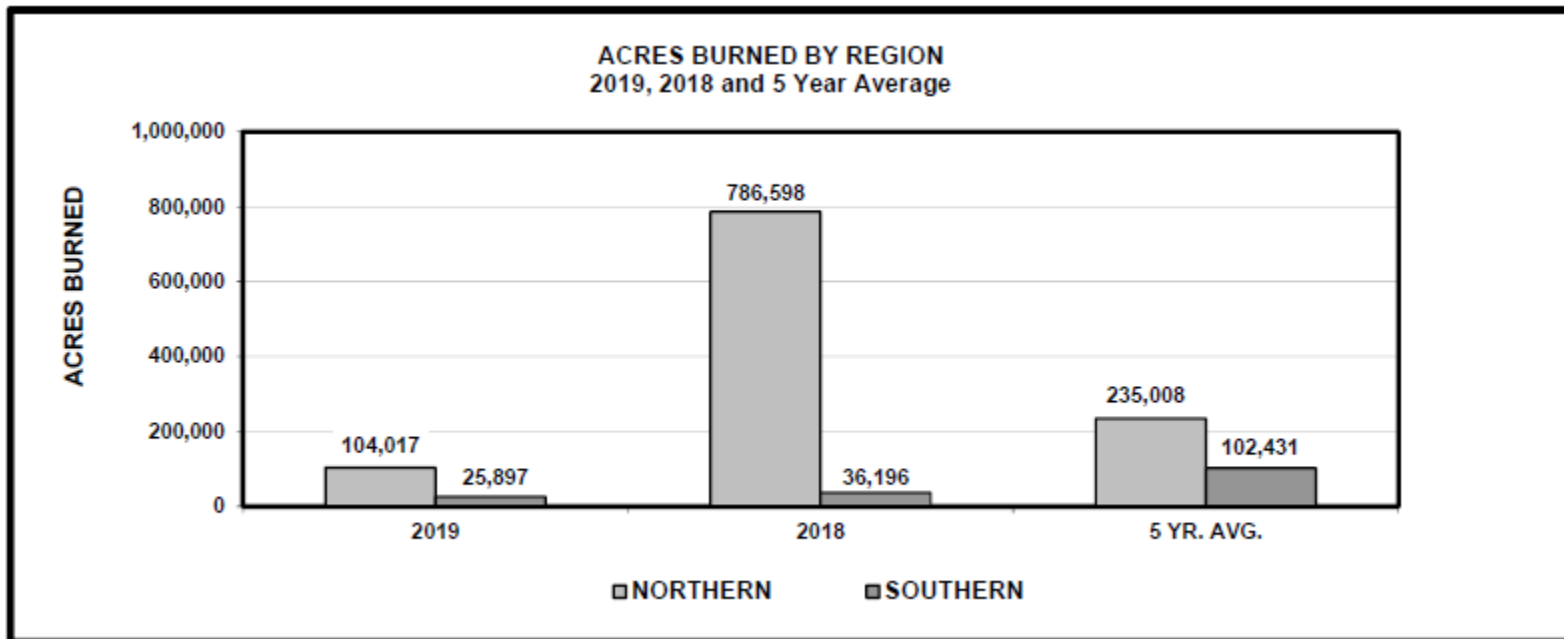 ACRES BURNED BY REGION
2019, 2018 and 5 Year Average
ACRES BURNED
1,000,000
800,000
600,000
400,000
200,000
0
104,017
25,897
786,598
36,196
235,008
102,431
2019
2018
5 YR. AVG.
NORTHERN
SOUTHERN